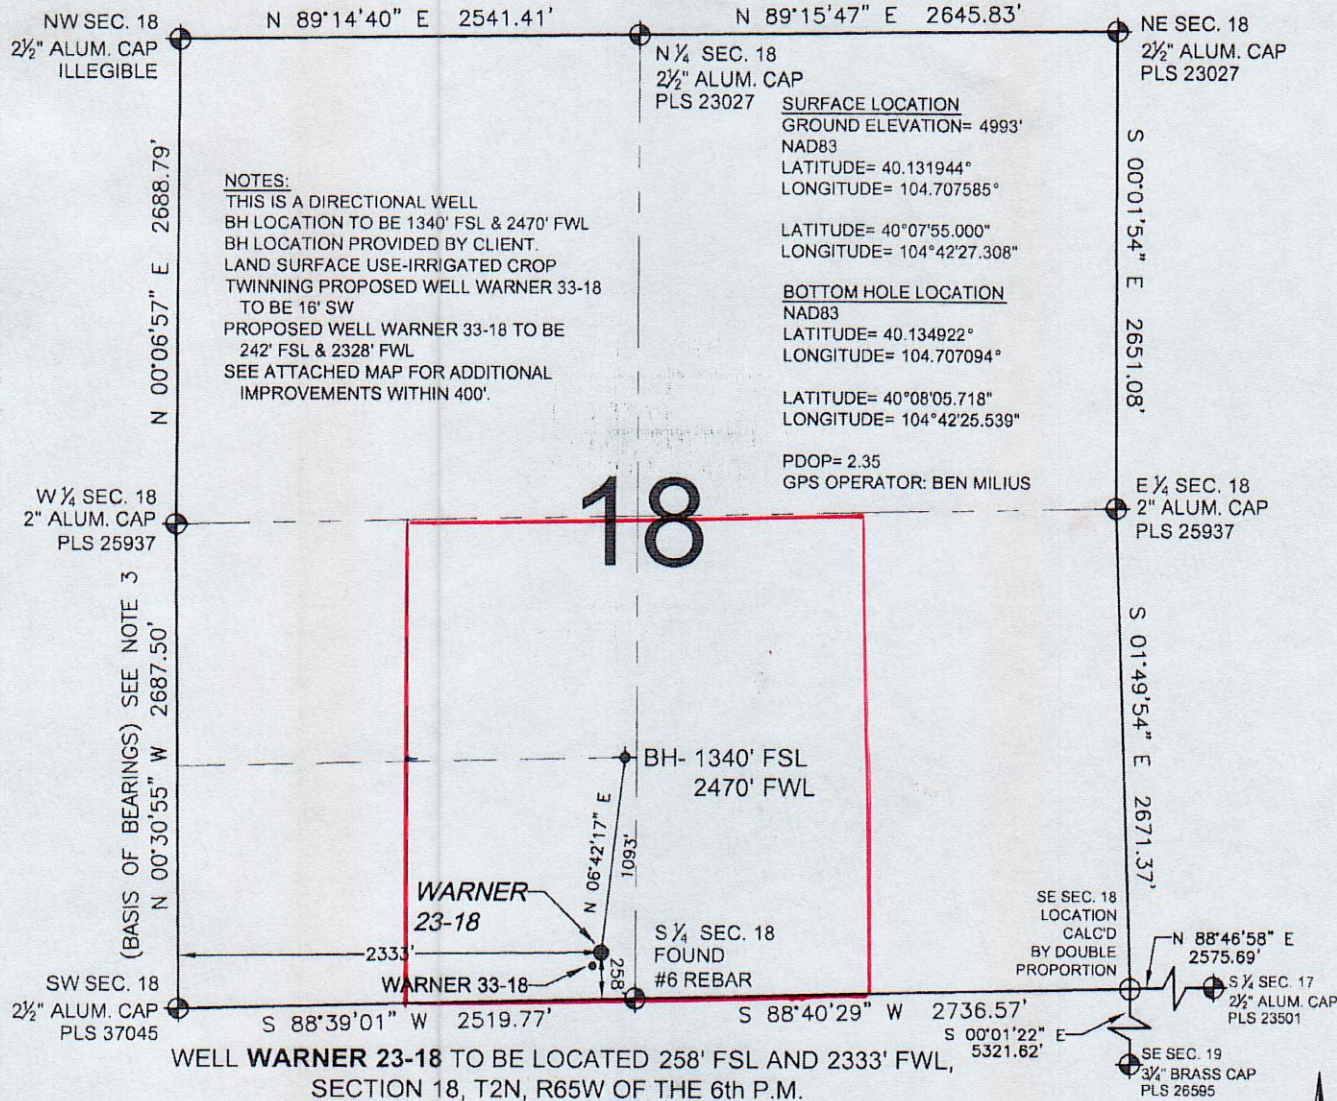 NW SEC. 18
2½" ALUM. CAP
ILLEGIBLE
N 89°14'40" E 2541.41'
N 89°15'47" E 2645.83'
NE SEC. 18
2½" ALUM. CAP
PLS 23027
N ¼ SEC. 18
2½" ALUM. CAP
PLS 23027
SURFACE LOCATION
GROUND ELEVATION= 4993'
NAD83
LATITUDE= 40.131944°
LONGITUDE= 104.707585°
LATITUDE= 40°07'55.000"
LONGITUDE= 104°42'27.308"
BOTTOM HOLE LOCATION
NAD83
LATITUDE= 40.134922°
LONGITUDE= 104.707094°
LATITUDE= 40°08'05.718"
LONGITUDE= 104°42'25.539"
PDOP= 2.35
GPS OPERATOR: BEN MILIUS
NOTES:
THIS IS A DIRECTIONAL WELL
BH LOCATION TO BE 1340' FSL & 2470' FWL
BH LOCATION PROVIDED BY CLIENT.
LAND SURFACE USE-IRRIGATED CROP
TWINNING PROPOSED WELL WARNER 33-18
TO BE 16' SW
PROPOSED WELL WARNER 33-18 TO BE
242' FSL & 2328' FWL
SEE ATTACHED MAP FOR ADDITIONAL
IMPROVEMENTS WITHIN 400'.
N 00°06'57" E 2688.79'
S 00°01'54" E 2651.08'
W ¼ SEC. 18
2" ALUM. CAP
PLS 25937
18
E ¼ SEC. 18
2" ALUM. CAP
PLS 25937
(BASIS OF BEARINGS) SEE NOTE 3
N 00°30'55" W 2687.50'
S 01°49'54" E 2671.37'
BH- 1340' FSL
2470' FWL
N 06°42'17" E
1093'
WARNER
23-18
2333'
WARNER 33-18
258'
S ¼ SEC. 18
FOUND
#6 REBAR
SE SEC. 18
LOCATION
CALC'D
BY DOUBLE
PROPORTION
N 88°46'58" E
2575.69'
S ¼ SEC. 17
2½" ALUM. CAP
PLS 23501
SW SEC. 18
2½" ALUM. CAP
PLS 37045
S 88°39'01" W 2519.77'
S 88°40'29" W 2736.57'
S 00°01'22" E
5321.62'
SE SEC. 19
3¼" BRASS CAP
PLS 26595
WELL WARNER 23-18 TO BE LOCATED 258' FSL AND 2333' FWL,
SECTION 18, T2N, R65W OF THE 6th P.M.